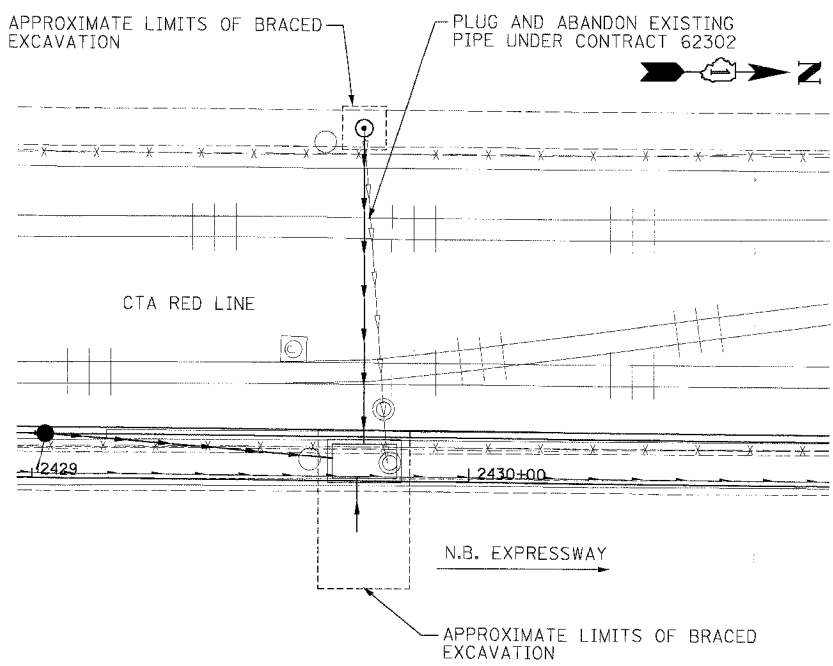 APPROXIMATE LIMITS OF BRACED
EXCAVATION
PLUG AND ABANDON EXISTING
PIPE UNDER CONTRACT 62302
N
CTA RED LINE
2429
2430+00
N.B. EXPRESSWAY
APPROXIMATE LIMITS OF BRACED
EXCAVATION